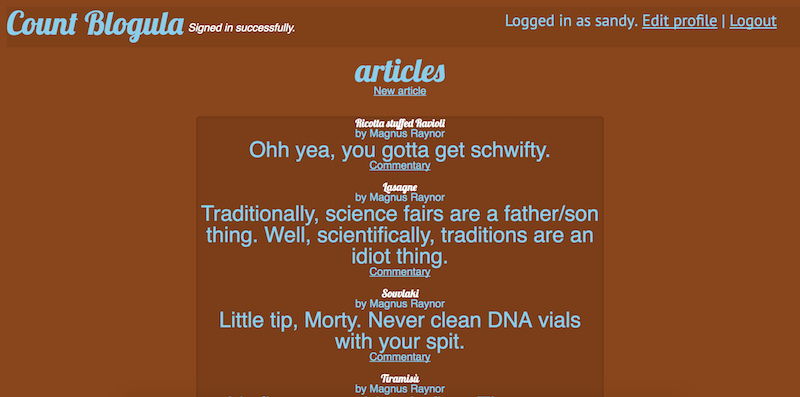 Count Blogula Signed in successfully. Logged in as sandy. Edit profile | Logout
articles
New article
Ricotta stuffed Ravioli
by Magnus Raynor
Ohh yea, you gotta get schwifty.
Commentary
Lasagne
by Magnus Raynor
Traditionally, science fairs are a father/son
thing. Well, scientifically, traditions are an
idiot thing.
Commentary
Souvlaki
by Magnus Raynor
Little tip, Morty. Never clean DNA vials
with your spit.
Commentary
Tiramisù
by Magnus Raynor